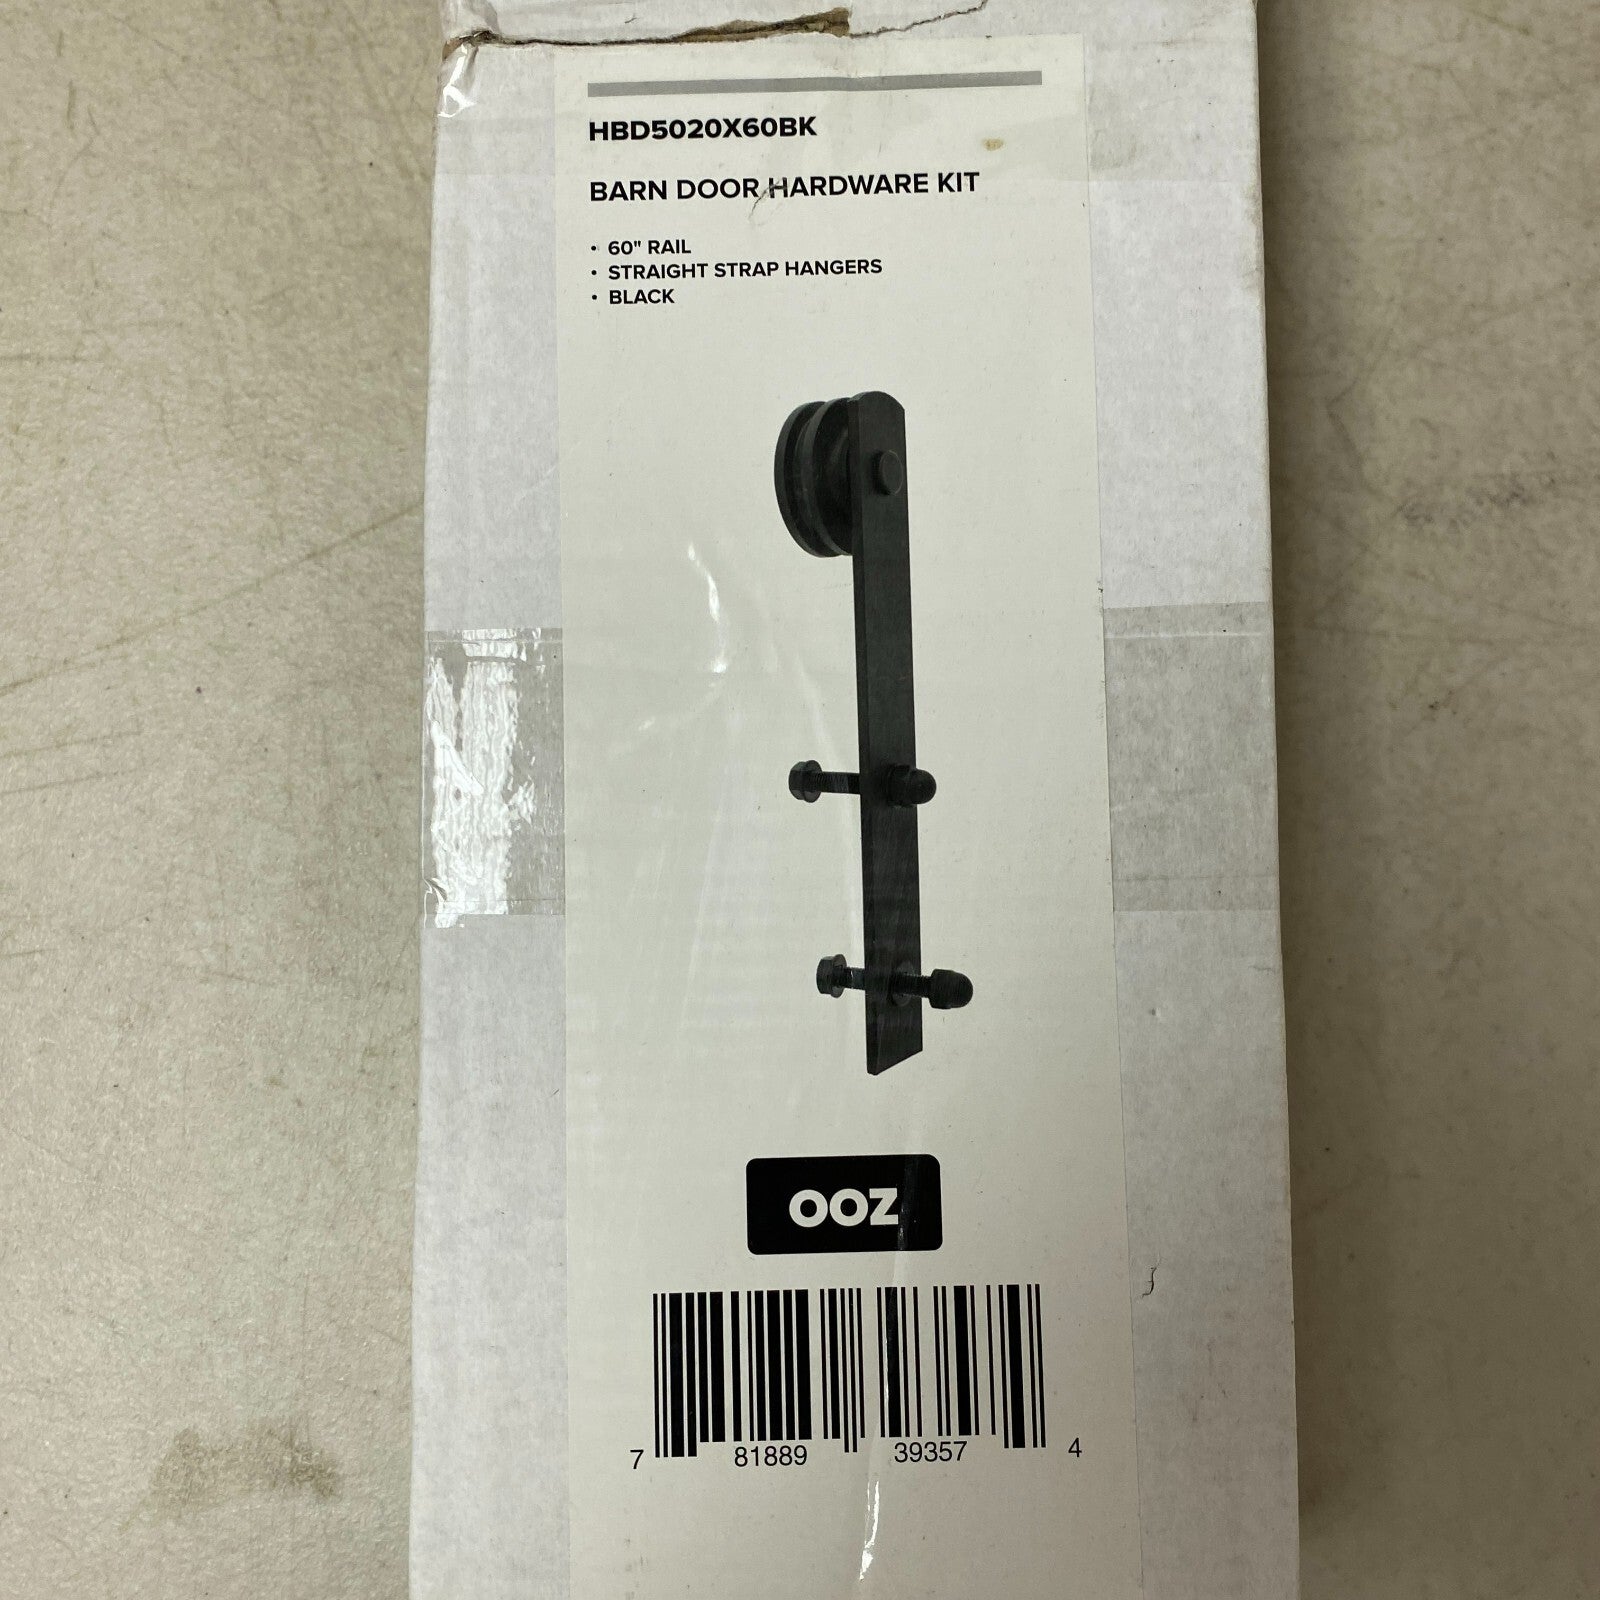 HBD5020X60BK
BARN DOOR HARDWARE KIT
• 60" RAIL
• STRAIGHT STRAP HANGERS
• BLACK
OOZ
7 81889 39357 4